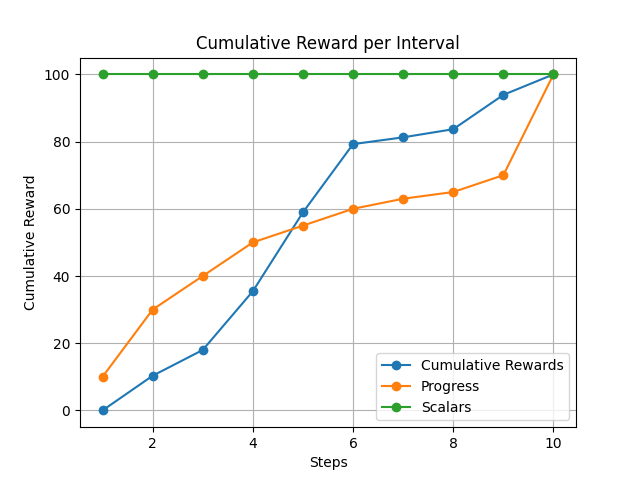 Cumulative Reward per Interval
Cumulative Reward
100
80
60
40
20
0
2 4 6 8 10
Steps
Cumulative Rewards
Progress
Scalars